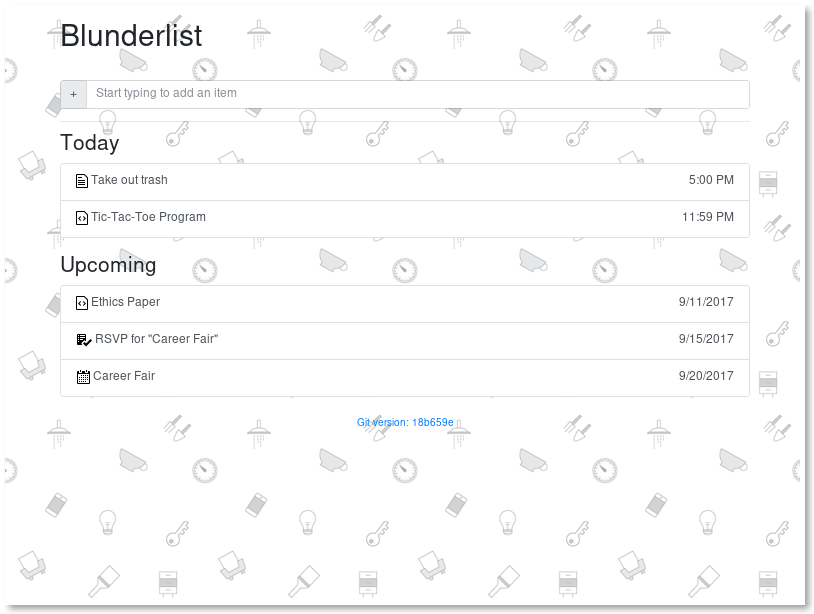 Blunderlist
+ Start typing to add an item
Today
Take out trash 5:00 PM
Tic-Tac-Toe Program 11:59 PM
Upcoming
Ethics Paper 9/11/2017
RSVP for "Career Fair" 9/15/2017
Career Fair 9/20/2017
Git version: 18b659e